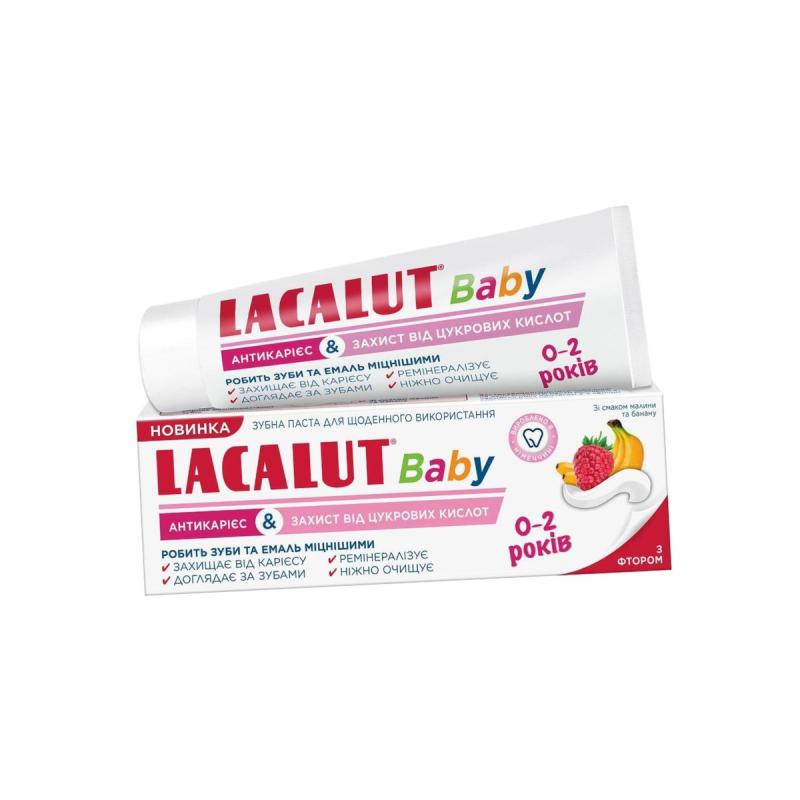 LACALUT® Baby
АНТИКАРІЄС & ЗАХИСТ ВІД ЦУКРОВИХ КИСЛОТ
РОБИТЬ ЗУБИ ТА ЕМАЛЬ МІЦНІШИМИ
✓ ЗАХИЩАЄ ВІД КАРІЄСУ ✓ РЕМІНЕРАЛІЗУЄ
✓ ДОГЛЯДАЄ ЗА ЗУБАМИ ✓ НІЖНО ОЧИЩУЄ
0-2
років
НОВИНКА
ЗУБНА ПАСТА ДЛЯ ЩОДЕННОГО ВИКОРИСТАННЯ
Зі смаком малини
та банану
ВИРОБЛЕНО В НІМЕЧЧИНІ
LACALUT® Baby
АНТИКАРІЄС & ЗАХИСТ ВІД ЦУКРОВИХ КИСЛОТ
РОБИТЬ ЗУБИ ТА ЕМАЛЬ МІЦНІШИМИ
✓ ЗАХИЩАЄ ВІД КАРІЄСУ ✓ РЕМІНЕРАЛІЗУЄ
✓ ДОГЛЯДАЄ ЗА ЗУБАМИ ✓ НІЖНО ОЧИЩУЄ
0-2
років
З
ФТОРОМ